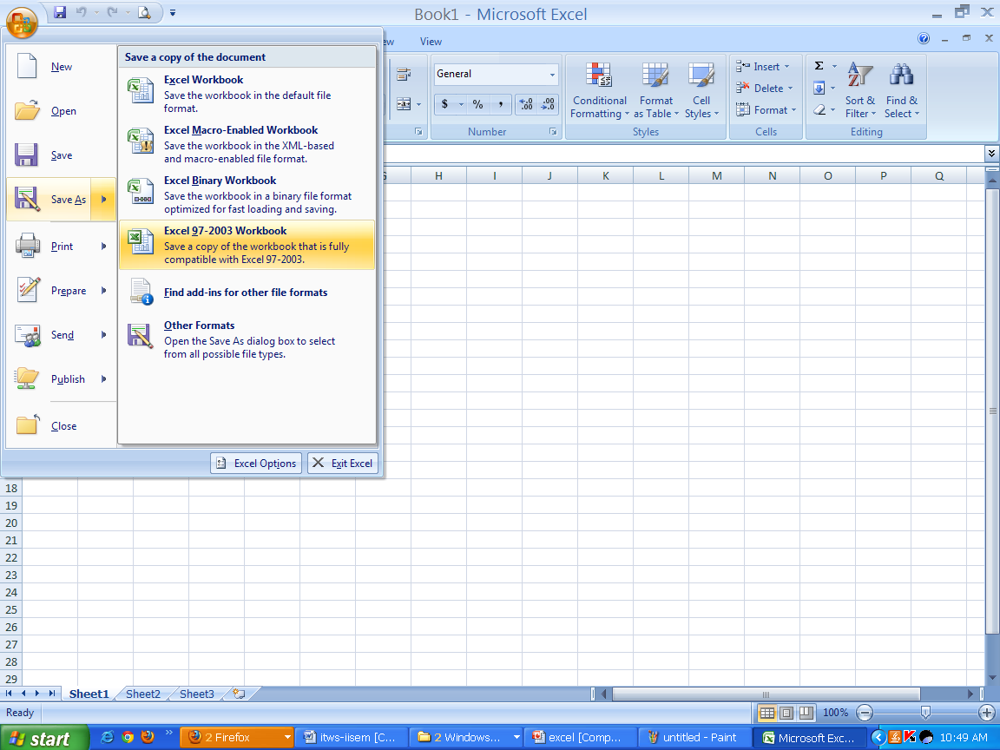 Book1 - Microsoft Excel
ew View
New
Open
Save
Save As
Print
Prepare
Send
Publish
Close
Save a copy of the document
Excel Workbook
Save the workbook in the default file
format.
Excel Macro-Enabled Workbook
Save the workbook in the XML-based
and macro-enabled file format.
Excel Binary Workbook
Save the workbook in a binary file format
optimized for fast loading and saving.
Excel 97-2003 Workbook
Save a copy of the workbook that is fully
compatible with Excel 97-2003.
Find add-ins for other file formats
Other Formats
Open the Save As dialog box to select
from all possible file types.
Excel Options Exit Excel
General
$ % , .00 .00
Number
Conditional
Formatting
Format
as Table
Cell
Styles
Styles
Insert
Delete
Format
Cells
Σ
Sort &
Filter
Find &
Select
Editing
H I J K L M N O P Q
18
19
20
21
22
23
24
25
26
27
28
29
Sheet1 Sheet2 Sheet3
Ready 100%
start 2 Firefox itws-iisem [C... 2 Windows... excel [Comp... untitled - Paint Microsoft Exc... 10:49 AM